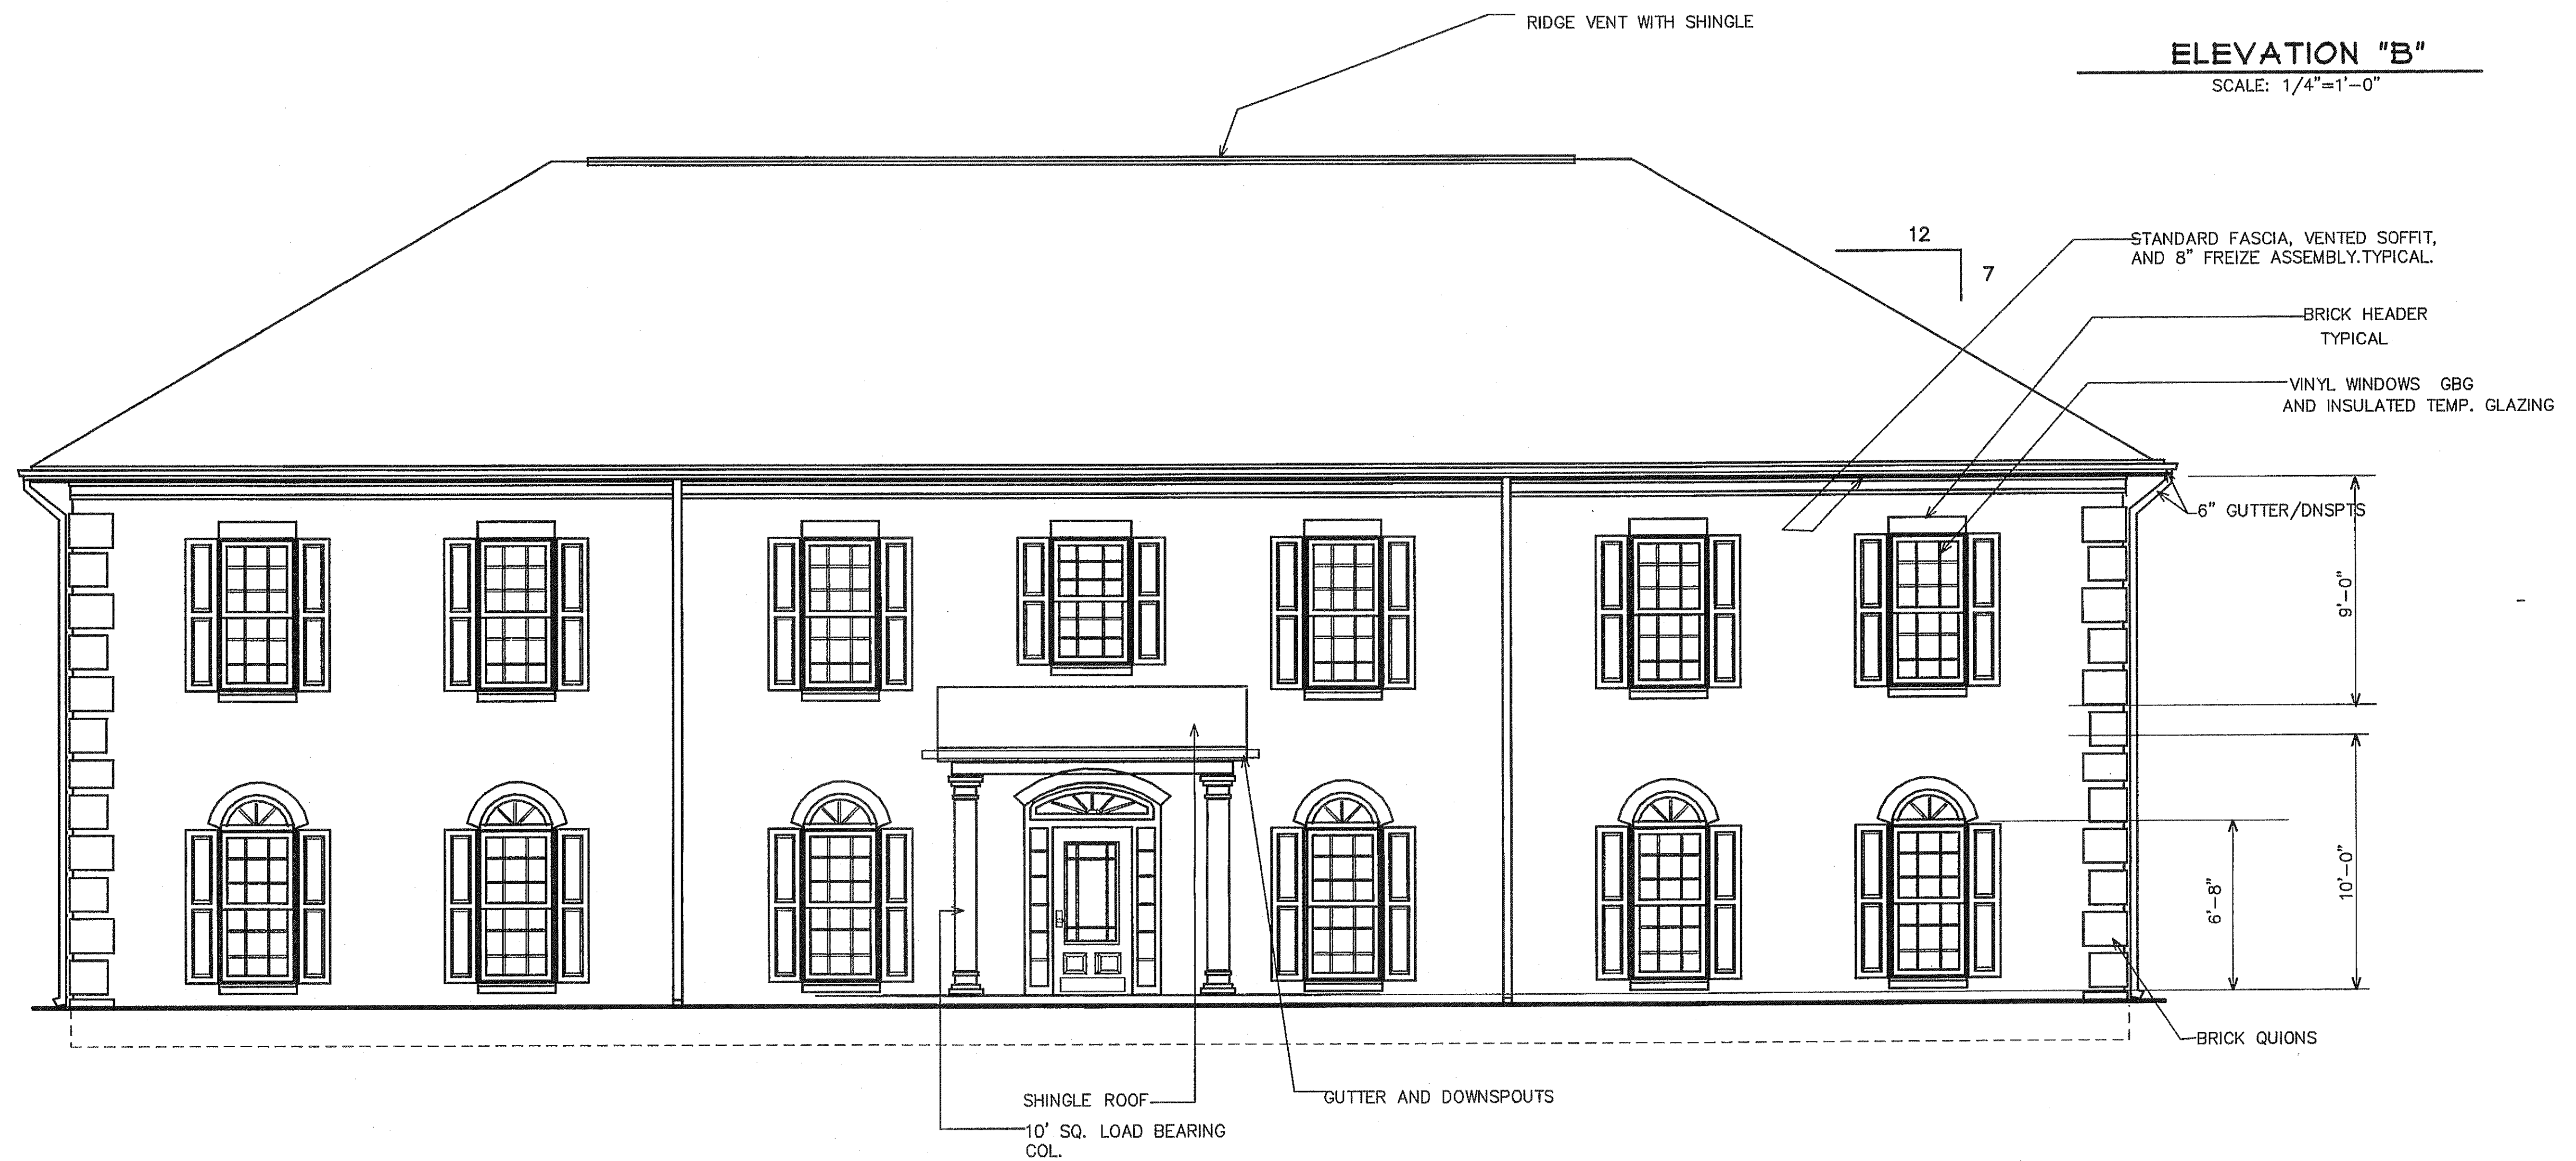 RIDGE VENT WITH SHINGLE
ELEVATION "B"
SCALE: 1/4"=1'-0"
12
7
STANDARD FASCIA, VENTED SOFFIT,
AND 8" FREIZE ASSEMBLY.TYPICAL.
BRICK HEADER
TYPICAL
VINYL WINDOWS GBG
AND INSULATED TEMP. GLAZING
6" GUTTER/DNSPTS
9'-0"
10'-0"
6'-8"
BRICK QUIONS
GUTTER AND DOWNSPOUTS
SHINGLE ROOF
10' SQ. LOAD BEARING
COL.